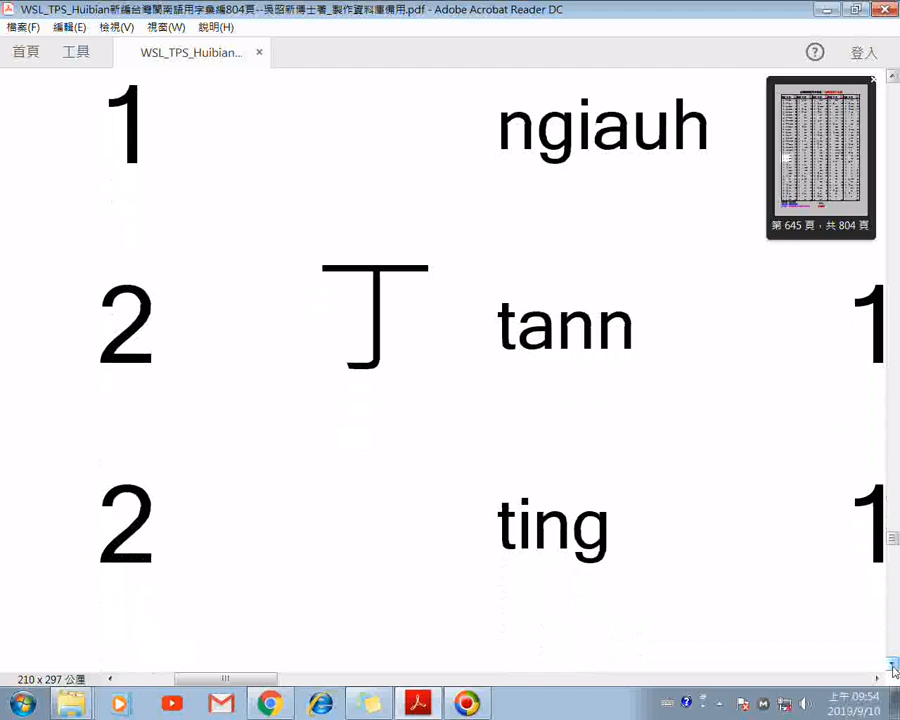 WSL_TPS_Huibian新編台灣閩南語用字彙編804頁--吳昭新博士著_製作資料庫備用.pdf - Adobe Acrobat Reader DC
檔案(F) 編輯(E) 檢視(V) 視窗(W) 說明(H)
首頁 工具 WSL_TPS_Huibian... × ? 登入
1 ngiauh
2 丁 tann 1
2 ting 1
第 645 頁，共 804 頁
210 x 297 公厘
上午 09:54
2019/9/10